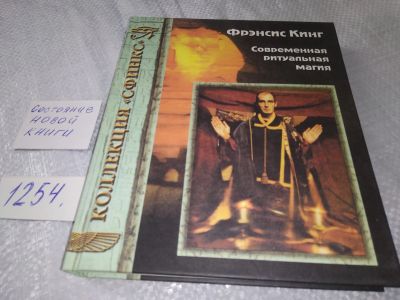 Фрэнсис Кинг
Современная
ритуальная
магия
КОЛЛЕКЦИЯ «СФИНКС»
Состояние
НОВОЙ
КНИГИ
1254.